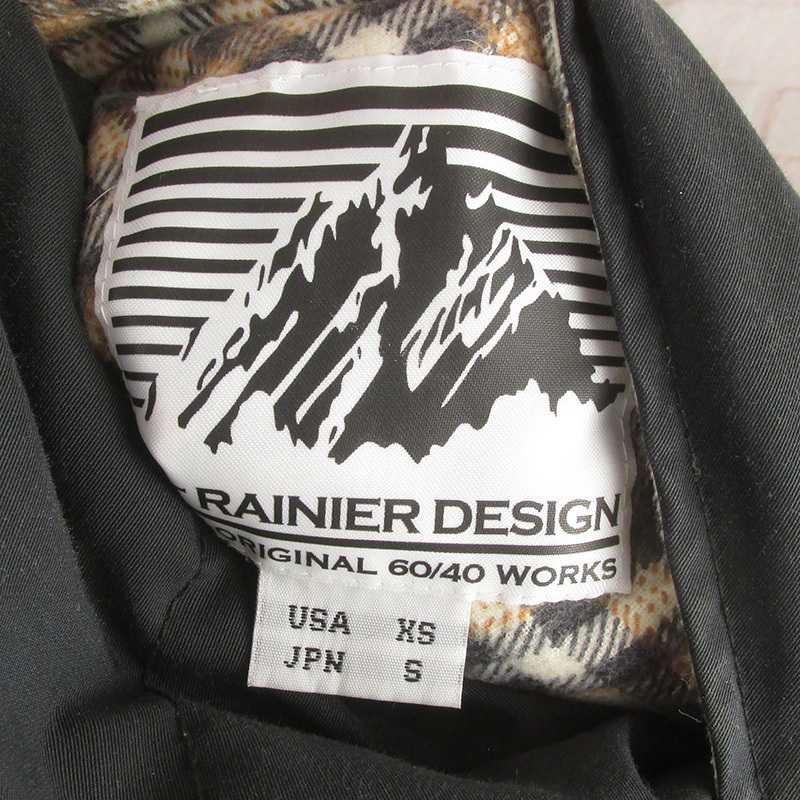 RAINIER DESIGN
ORIGINAL 60/40 WORKS
USA XS
JPN S